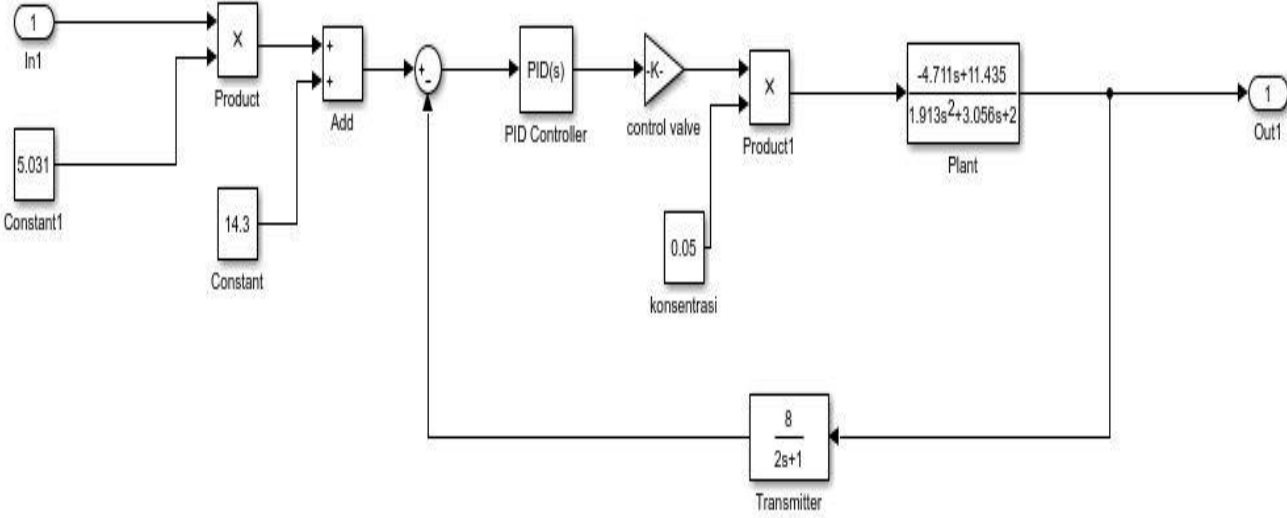 1
In1
×
Product
5.031
Constant1
14.3
Constant
+
+
Add
+
-
PID(s)
PID Controller
-K-
control valve
×
Product1
0.05
konsentrasi
-4.711s+11.435
1.913s²+3.056s+2
Plant
1
Out1
8
2s+1
Transmitter